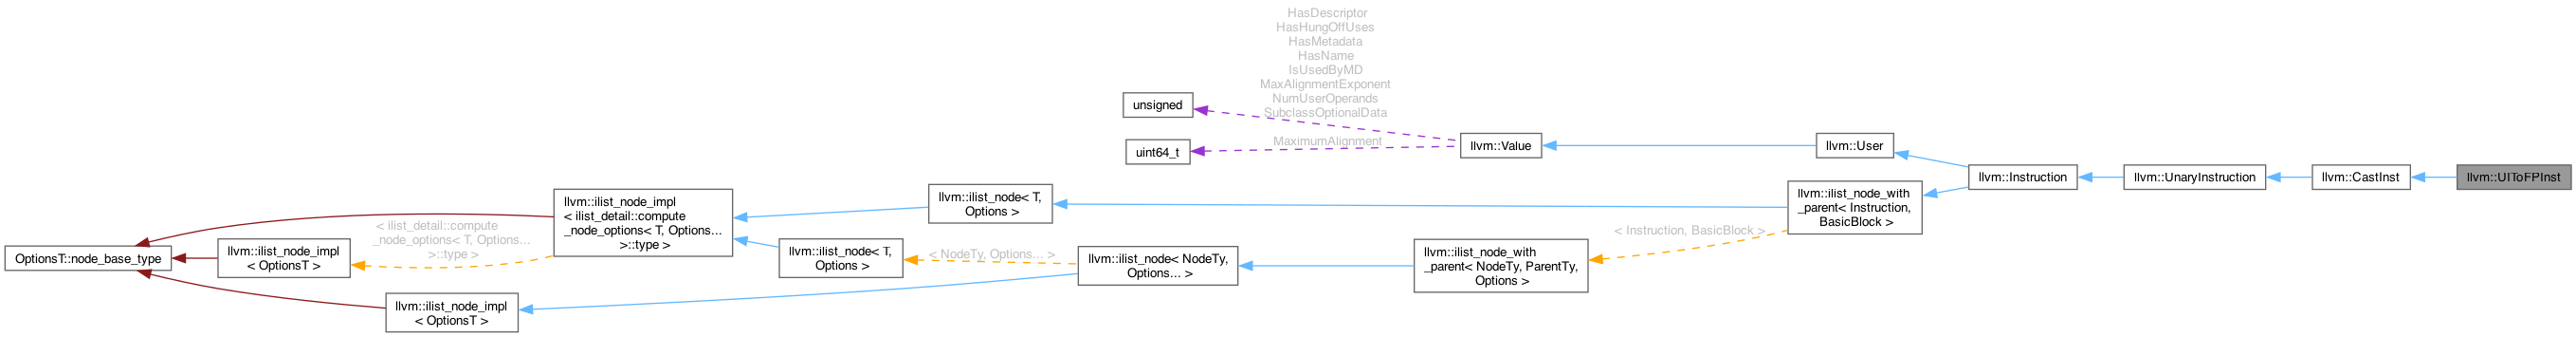 HasDescriptor
HasHungOffUses
HasMetadata
HasName
IsUsedByMD
MaxAlignmentExponent
NumUserOperands
SubclassOptionalData
unsigned
MaximumAlignment
uint64_t
llvm::Value
llvm::User
llvm::Instruction
llvm::UnaryInstruction
llvm::CastInst
llvm::UIToFPInst
llvm::ilist_node_impl
< ilist_detail::compute
_node_options< T, Options...
>::type >
llvm::ilist_node< T,
Options >
llvm::ilist_node_with
_parent< Instruction,
BasicBlock >
< ilist_detail::compute
_node_options< T, Options...
>::type >
OptionsT::node_base_type
llvm::ilist_node_impl
< OptionsT >
llvm::ilist_node< T,
Options >
< NodeTy, Options... >
llvm::ilist_node< NodeTy,
Options... >
llvm::ilist_node_with
_parent< NodeTy, ParentTy,
Options >
< Instruction, BasicBlock >
llvm::ilist_node_impl
< OptionsT >